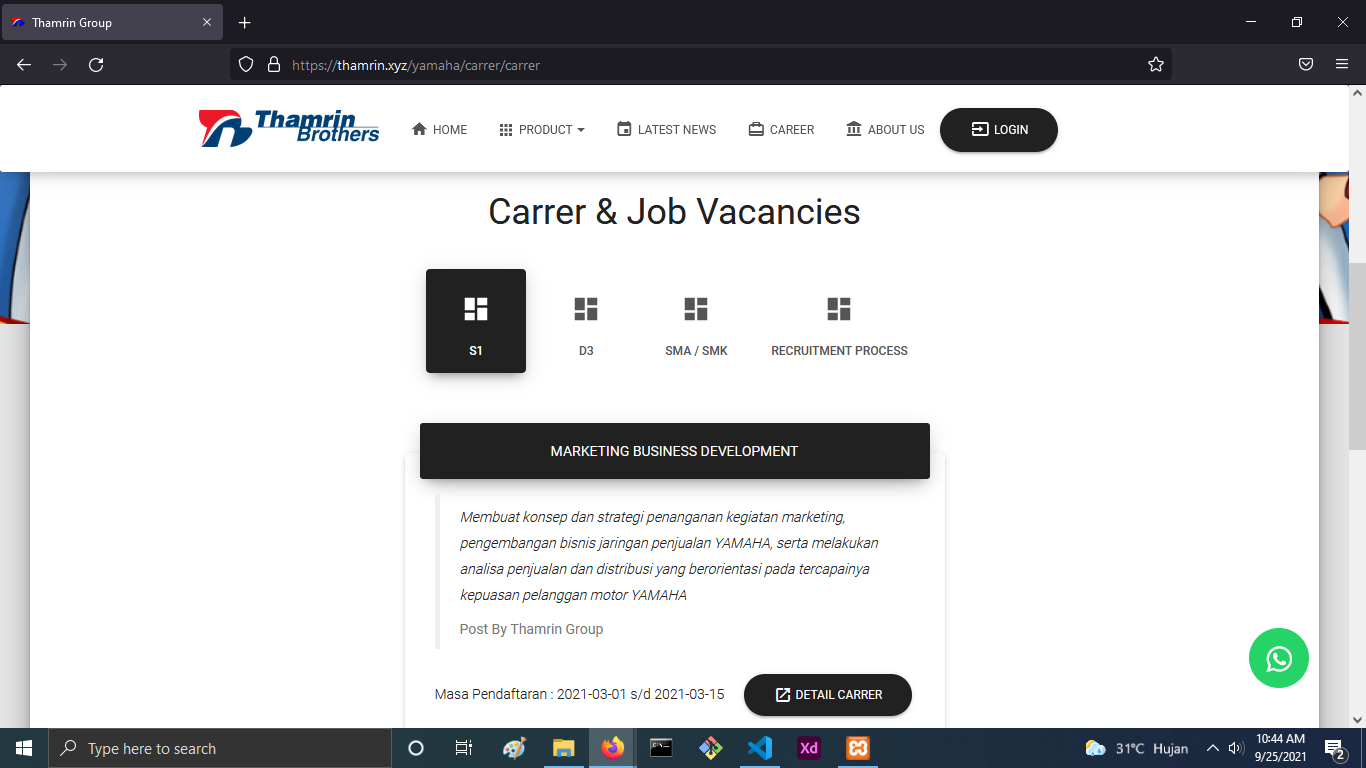 Thamrin Group
https://thamrin.xyz/yamaha/carrer/carrer
Thamrin
Brothers
HOME
PRODUCT
LATEST NEWS
CAREER
ABOUT US
LOGIN
Carrer & Job Vacancies
S1
D3
SMA / SMK
RECRUITMENT PROCESS
MARKETING BUSINESS DEVELOPMENT
Membuat konsep dan strategi penanganan kegiatan marketing,
pengembangan bisnis jaringan penjualan YAMAHA, serta melakukan
analisa penjualan dan distribusi yang berorientasi pada tercapainya
kepuasan pelanggan motor YAMAHA
Post By Thamrin Group
Masa Pendaftaran : 2021-03-01 s/d 2021-03-15
DETAIL CARRER
Type here to search
Xd
31°C Hujan
10:44 AM
9/25/2021
2